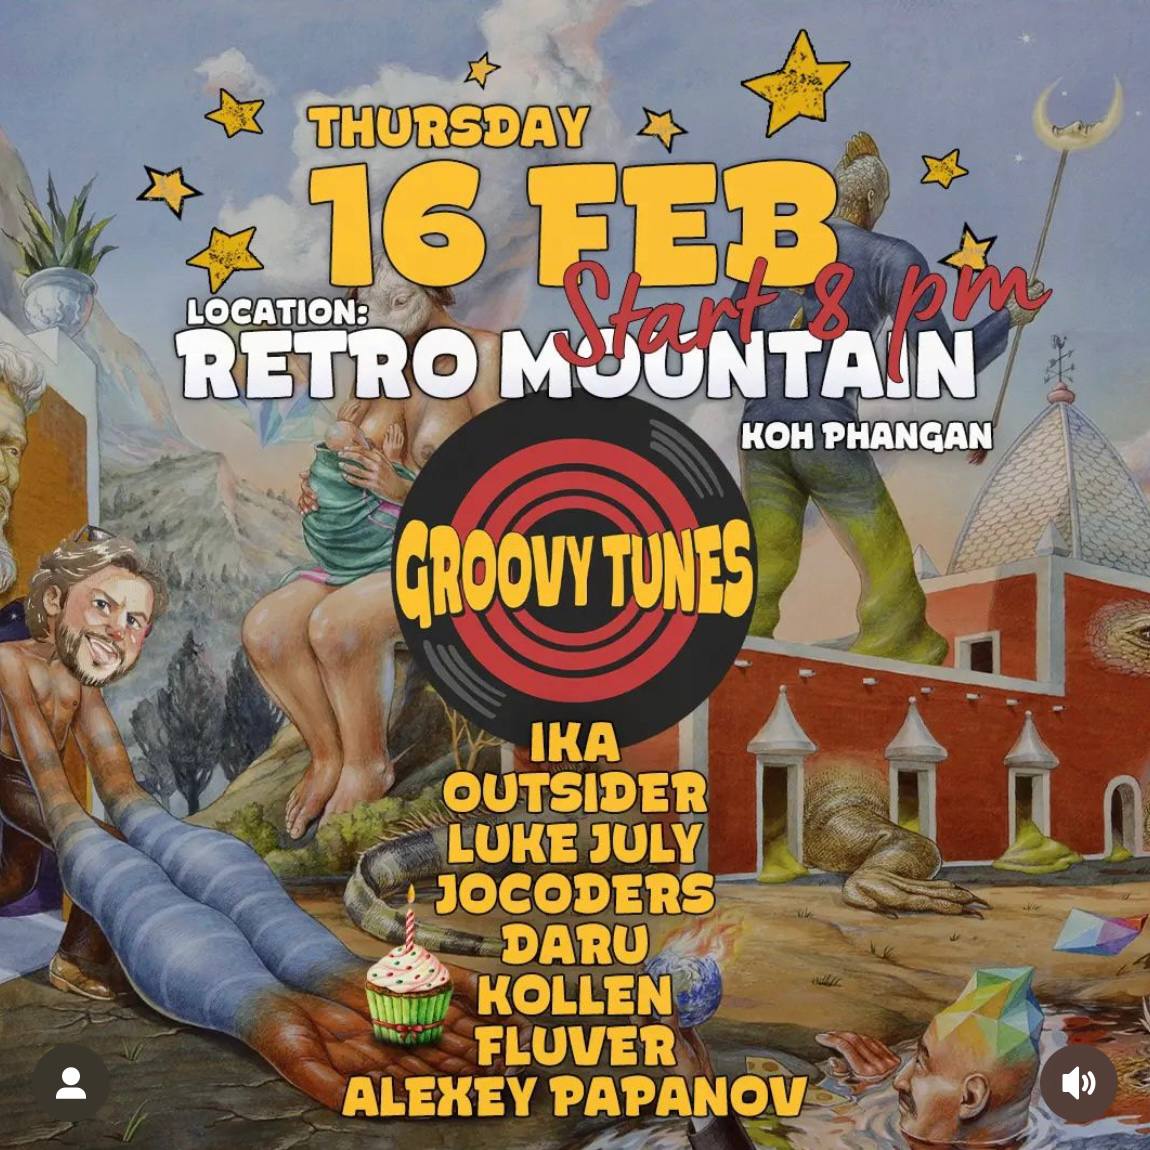 THURSDAY
16 FEB
Start 8 pm
LOCATION:
RETRO MOUNTAIN
KOH PHANGAN
GROOVY TUNES
IKA
OUTSIDER
LUKE JULY
JOCODERS
DARU
KOLLEN
FLUVER
ALEXEY PAPANOV